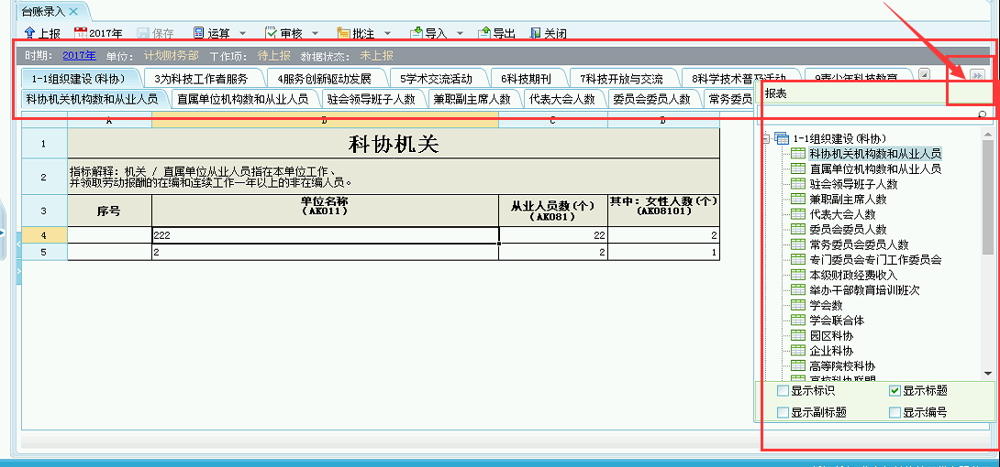 台账录入
上报 2017年 保存 运算 审核 批注 导入 导出 关闭
时期: 2017年 单位: 计划财务部 工作项: 待上报 数据状态: 未上报
1-1组织建设(科协) 3为科技工作者服务 4服务创新驱动发展 5学术交流活动 6科技期刊 7科技开放与交流 8科学技术普及活动 9青少年科技教育
科协机关机构数和从业人员 直属单位机构数和从业人员 驻会领导班子人数 兼职副主席人数 代表大会人数 委员会委员人数 常务委员
报表
A B C D
1 科协机关
2 指标解释: 机关 / 直属单位从业人员指在本单位工作、
并领取劳动报酬的在编和连续工作一年以上的非在编人员。
3 序号 单位名称 (AK011) 从业人员数(个) (AK081) 其中: 女性人数(个) (AK08101)
4 222 22 2
5 2 2 1
1-1组织建设(科协)
科协机关机构数和从业人员
直属单位机构数和从业人员
驻会领导班子人数
兼职副主席人数
代表大会人数
委员会委员人数
常务委员会委员人数
专门委员会专门工作委员会
本级财政经费收入
举办干部教育培训班次
学会数
学会联合体
园区科协
企业科协
高等院校科协
高校科协联盟
显示标识 显示标题
显示副标题 显示编号